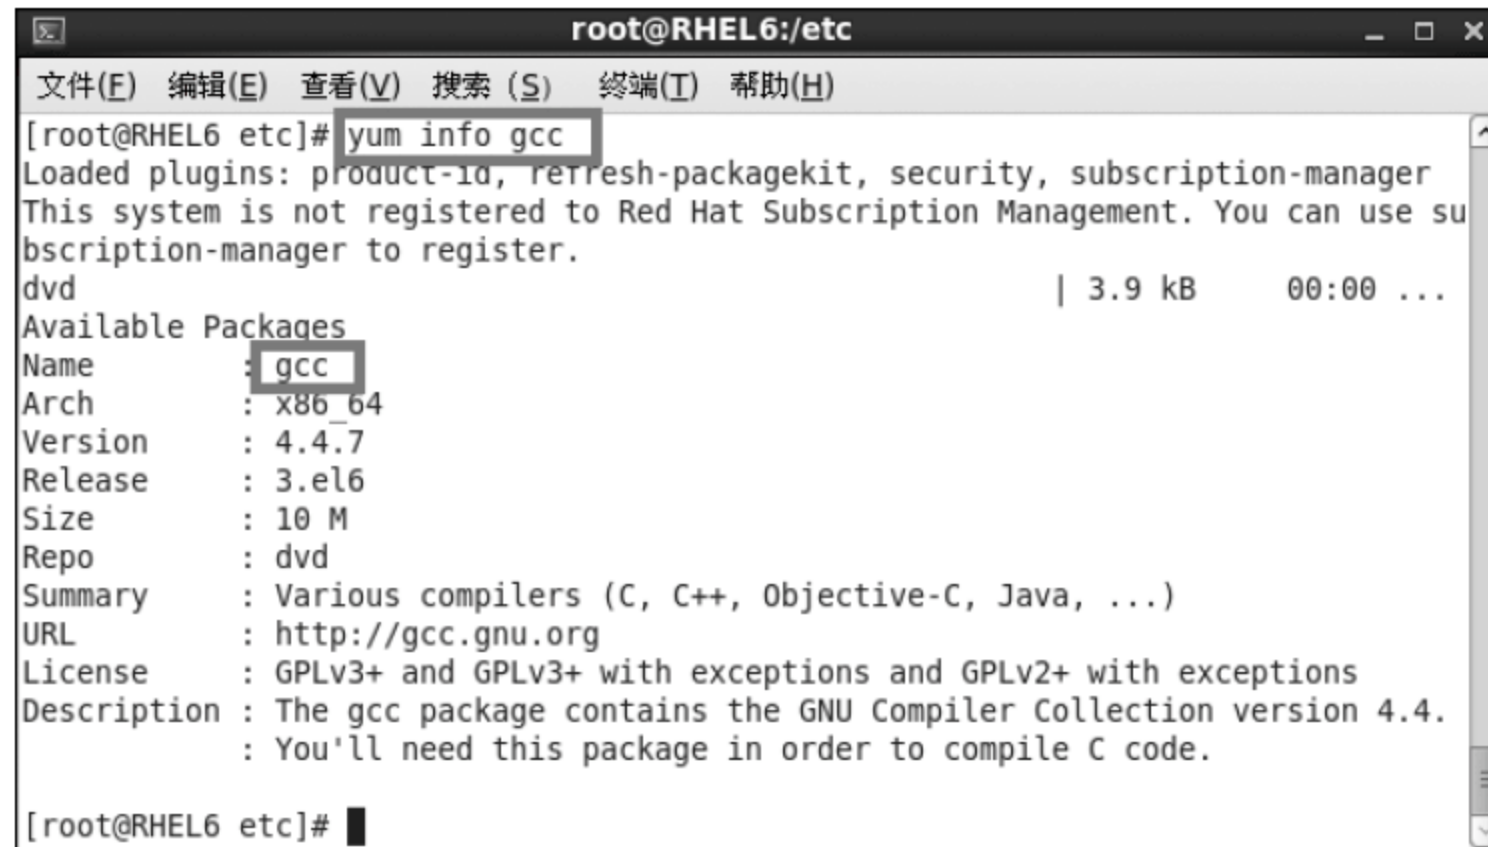 root@RHEL6:/etc
文件(F) 编辑(E) 查看(V) 搜索 (S) 终端(T) 帮助(H)
[root@RHEL6 etc]# yum info gcc
Loaded plugins: product-id, refresh-packagekit, security, subscription-manager
This system is not registered to Red Hat Subscription Management. You can use su
bscription-manager to register.
dvd | 3.9 kB 00:00 ...
Available Packages
Name : gcc
Arch : x86_64
Version : 4.4.7
Release : 3.el6
Size : 10 M
Repo : dvd
Summary : Various compilers (C, C++, Objective-C, Java, ...)
URL : http://gcc.gnu.org
License : GPLv3+ and GPLv3+ with exceptions and GPLv2+ with exceptions
Description : The gcc package contains the GNU Compiler Collection version 4.4.
: You'll need this package in order to compile C code.
[root@RHEL6 etc]#